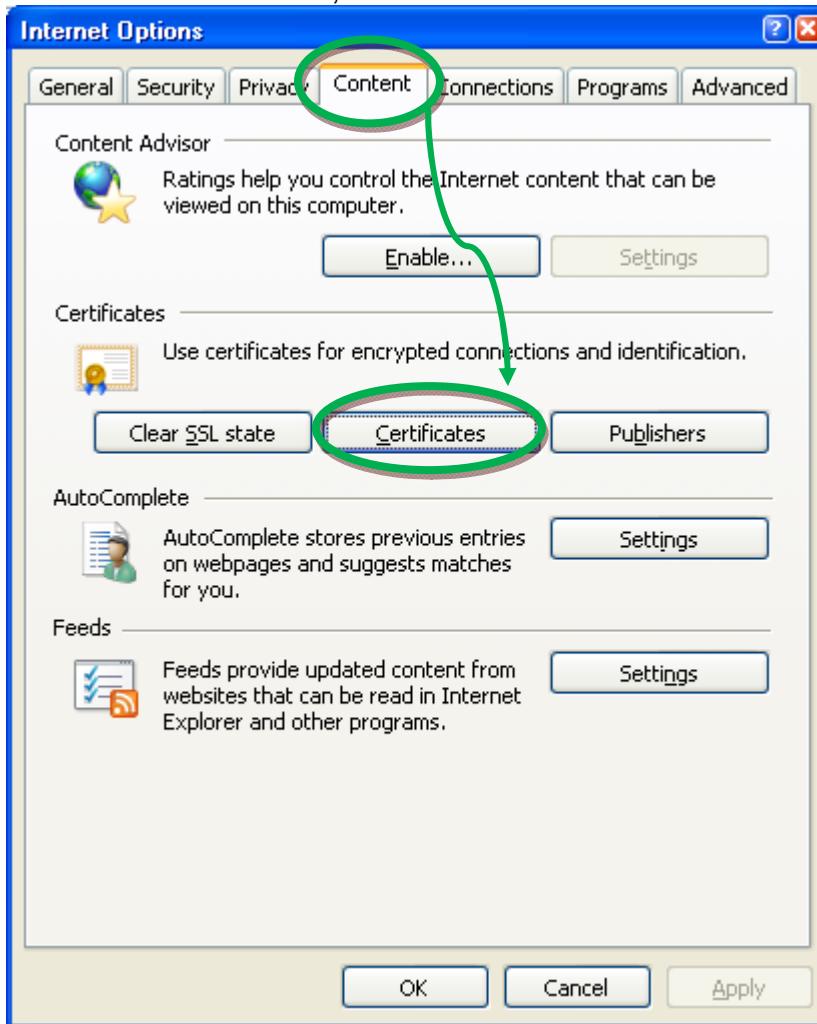 Internet Options
General Security Privacy Content Connections Programs Advanced
Content Advisor
Ratings help you control the Internet content that can be
viewed on this computer.
Enable... Settings
Certificates
Use certificates for encrypted connections and identification.
Clear SSL state Certificates Publishers
AutoComplete
AutoComplete stores previous entries
on webpages and suggests matches
for you.
Settings
Feeds
Feeds provide updated content from
websites that can be read in Internet
Explorer and other programs.
Settings
OK Cancel Apply